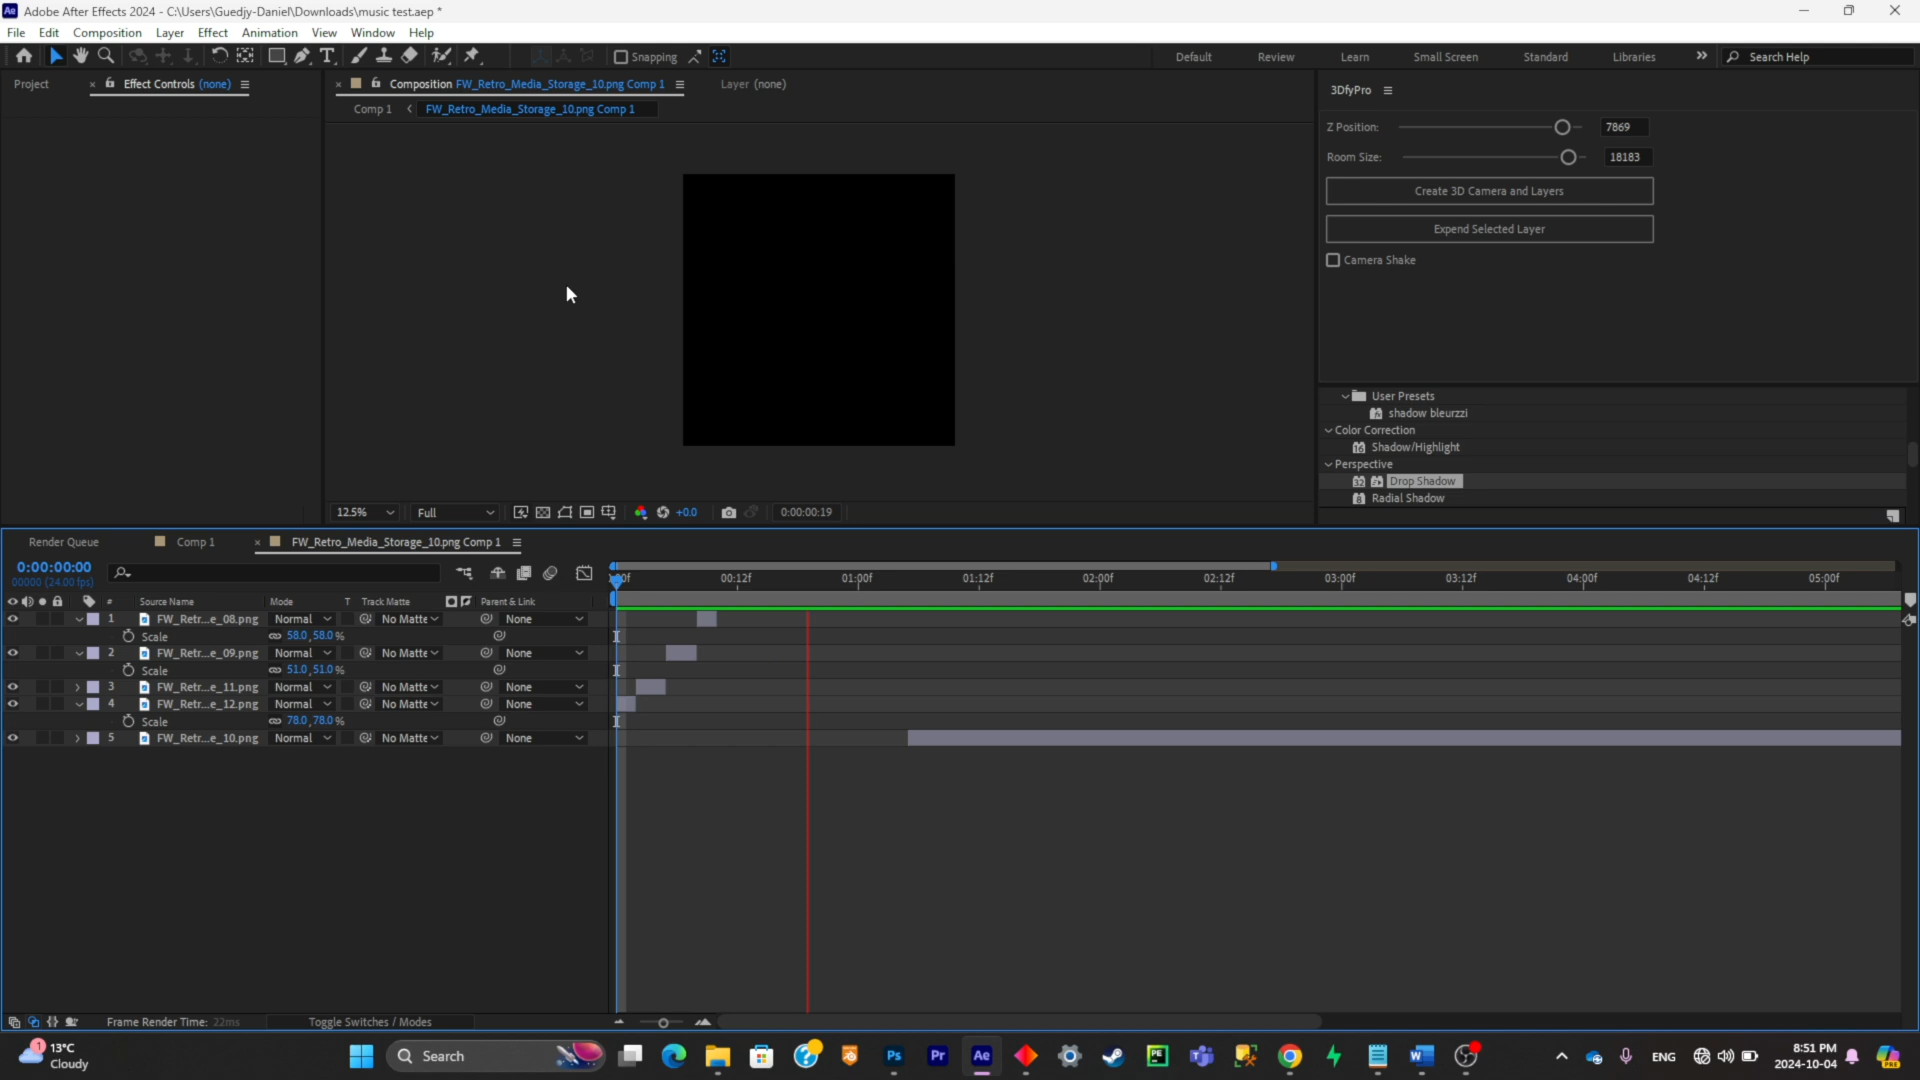 Adobe After Effects 2024 - C:\Users\Guedjy-Daniel\Downloads\music test.aep *
File Edit Composition Layer Effect Animation View Window Help
Snapping Default Review Learn Small Screen Standard Libraries Search Help
Project Effect Controls (none) Composition FW_Retro_Media_Storage_10.png Comp 1 Layer (none)
Comp 1 FW_Retro_Media_Storage_10.png Comp 1
3DfyPro
Z Position: 7869
Room Size: 18183
Create 3D Camera and Layers
Expend Selected Layer
Camera Shake
User Presets
shadow bleurzzi
Color Correction
Shadow/Highlight
Perspective
Drop Shadow
Radial Shadow
12.5% Full +0.0 0:00:00:19
Render Queue Comp 1 FW_Retro_Media_Storage_10.png Comp 1
0:00:00:00
00000 (24.00 fps)
00:12f 01:00f 01:12f 02:00f 02:12f 03:00f 03:12f 04:00f 04:12f 05:00f
# Source Name Mode T Track Matte Parent & Link
1 FW_Retr...e_08.png Normal No Matte None
Scale 58.0,58.0 %
2 FW_Retr...e_09.png Normal No Matte None
Scale 51.0,51.0 %
3 FW_Retr...e_11.png Normal No Matte None
4 FW_Retr...e_12.png Normal No Matte None
Scale 78.0,78.0 %
5 FW_Retr...e_10.png Normal No Matte None
Frame Render Time: 22ms Toggle Switches / Modes
1 13°C
Cloudy
Search
Ps Pr Ae PE
ENG
8:51 PM
2024-10-04